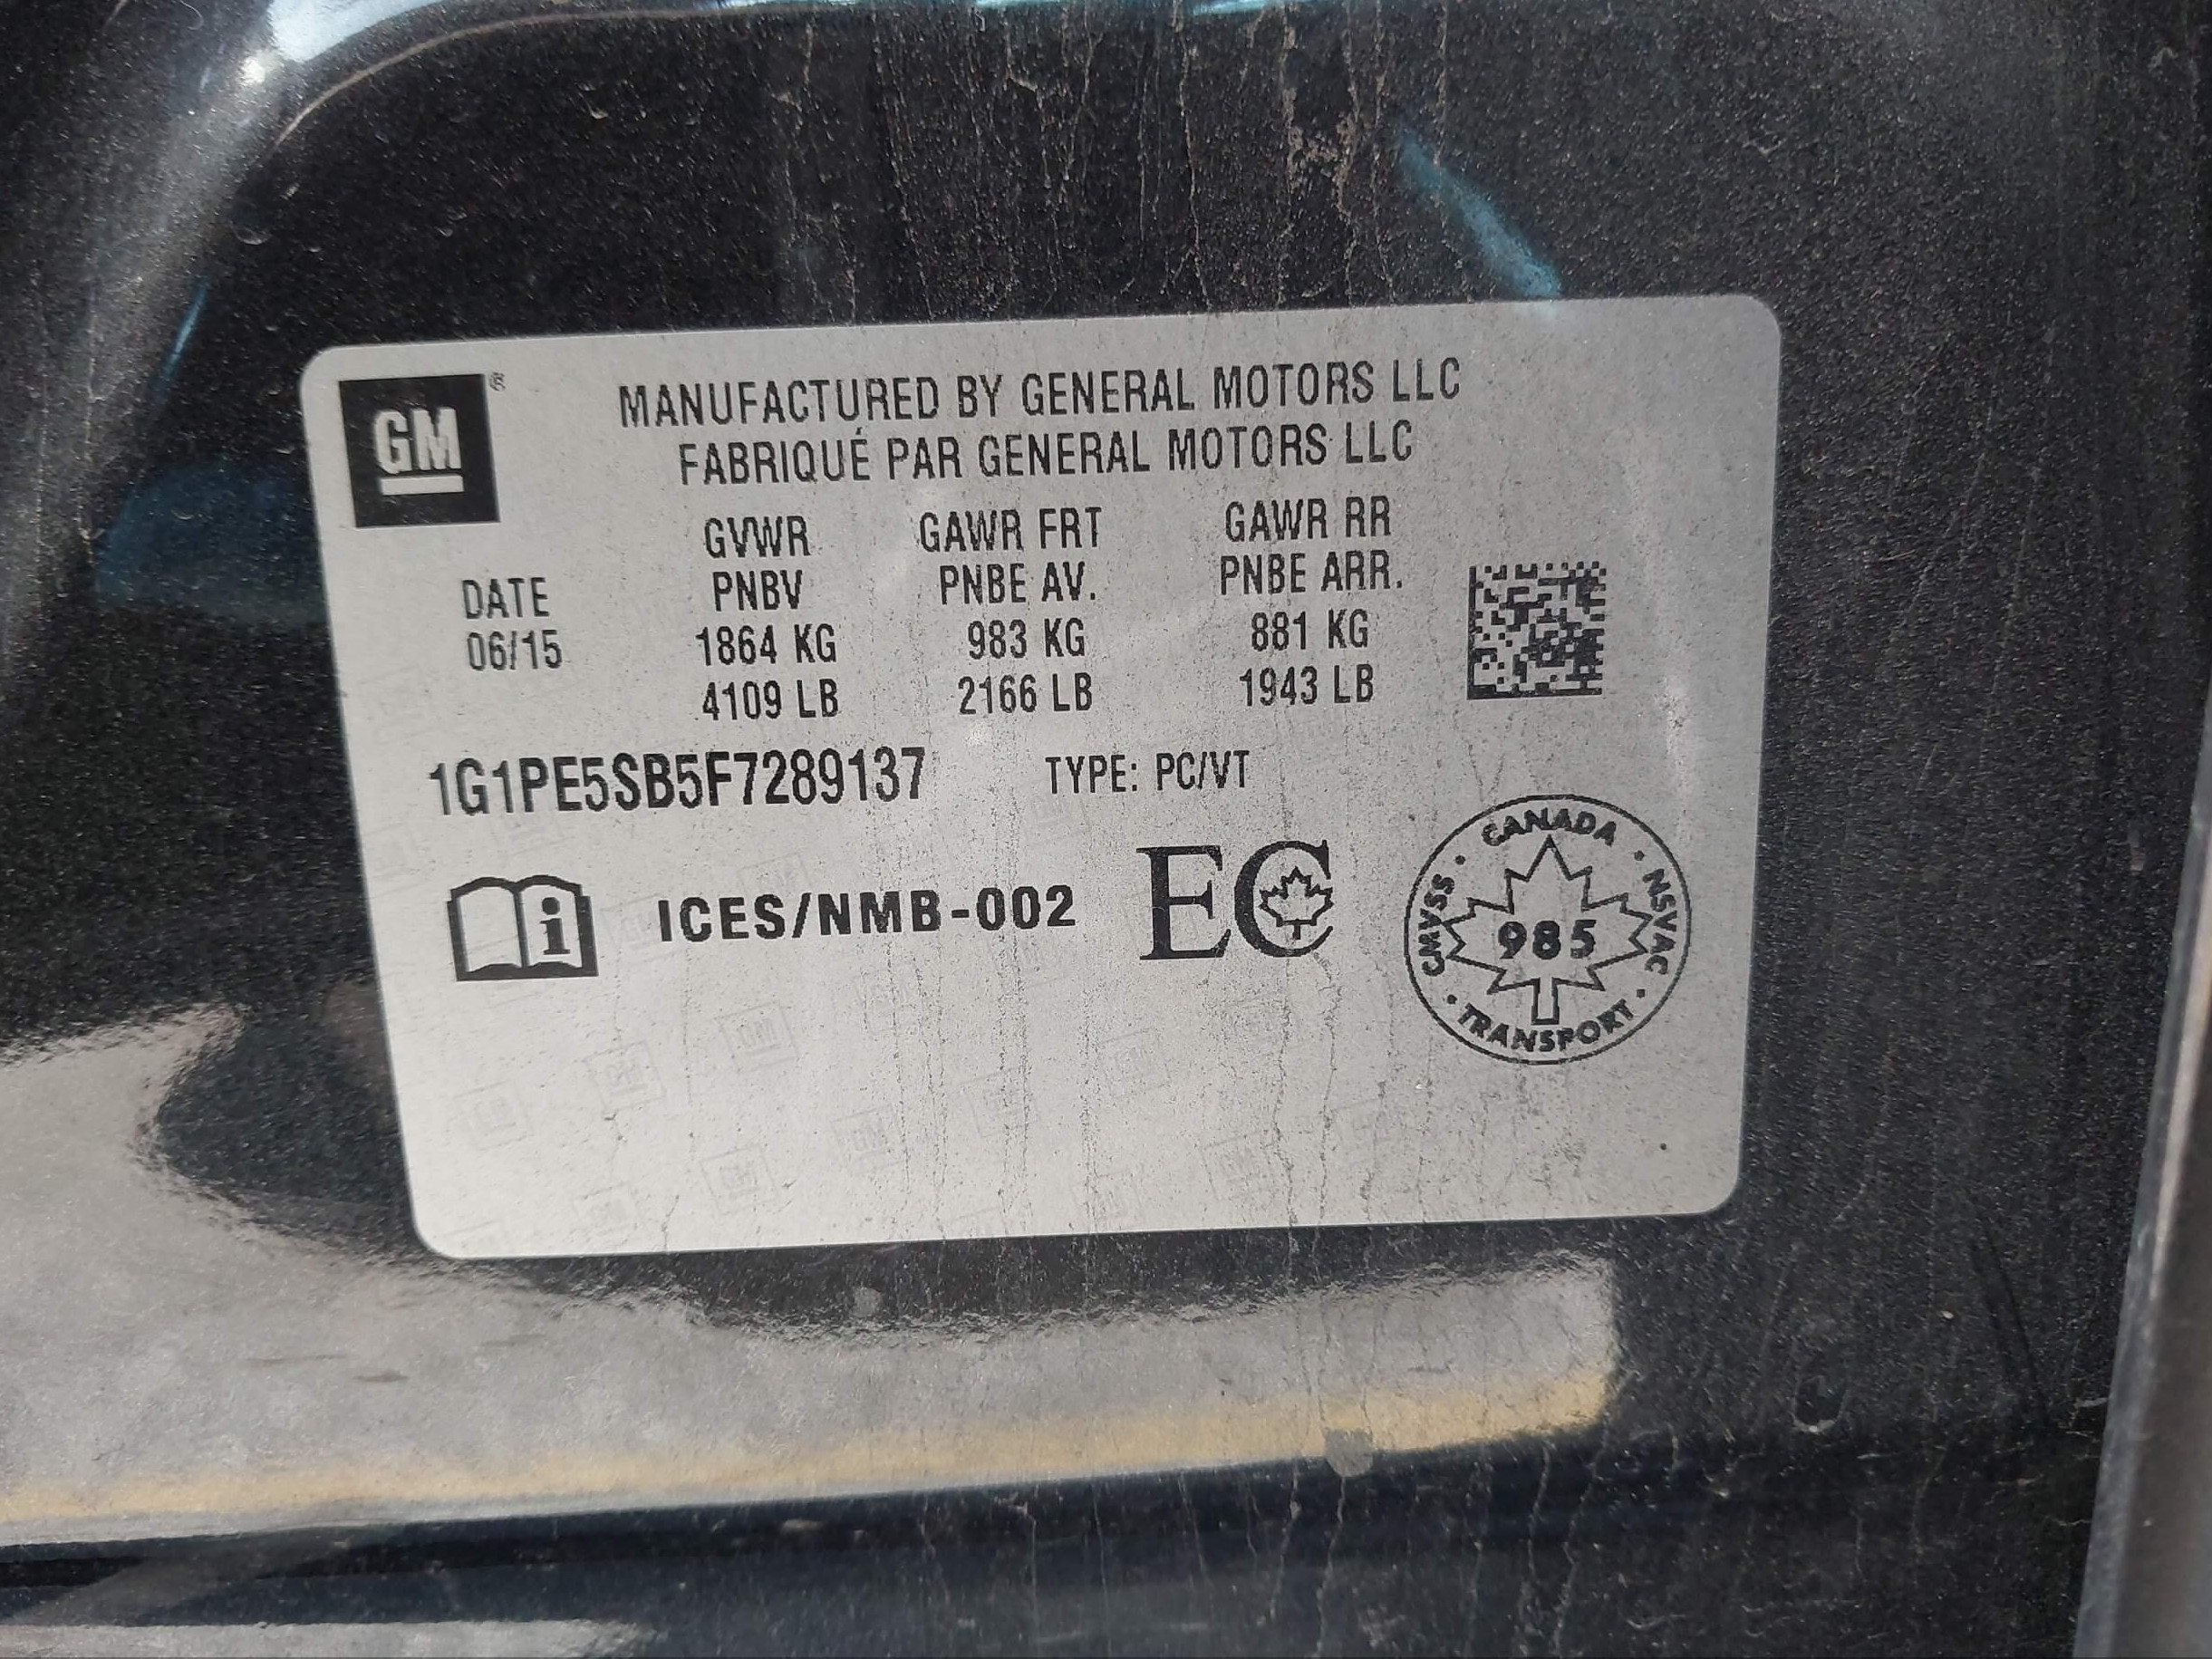 GM®
MANUFACTURED BY GENERAL MOTORS LLC
FABRIQUÉ PAR GENERAL MOTORS LLC
GVWR GAWR FRT GAWR RR
DATE PNBV PNBE AV. PNBE ARR.
06/15 1864 KG 983 KG 881 KG
4109 LB 2166 LB 1943 LB
1G1PE5SB5F7289137 TYPE: PC/VT
i ICES/NMB-002 EC
CANADA
CMVSS · 985 · NSVAC
TRANSPORT